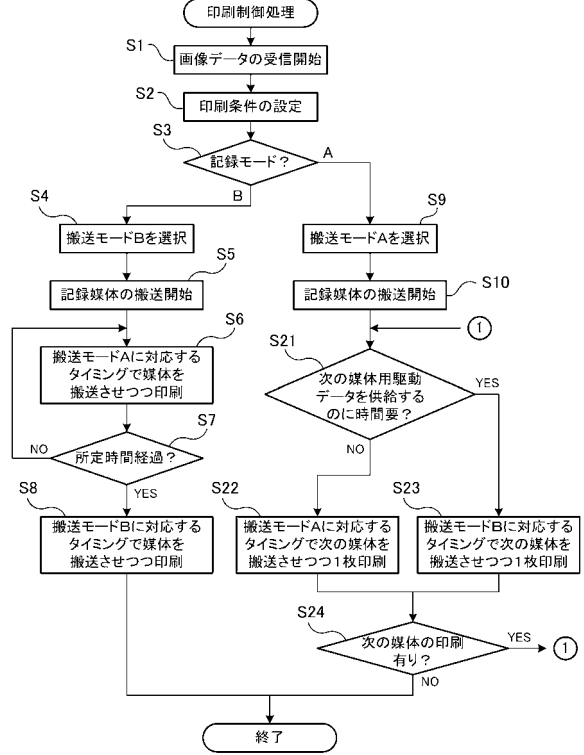 印刷制御処理
S1
画像データの受信開始
S2
印刷条件の設定
S3
記録モード?
A
B
S4
搬送モードBを選択
S5
記録媒体の搬送開始
S6
搬送モードAに対応する
タイミングで媒体を
搬送させつつ印刷
S7
所定時間経過?
NO
YES
S8
搬送モードBに対応する
タイミングで媒体を
搬送させつつ印刷
S9
搬送モードAを選択
S10
記録媒体の搬送開始
1
S21
次の媒体用駆動
データを供給する
のに時間要?
YES
NO
S22
搬送モードAに対応する
タイミングで次の媒体を
搬送させつつ1枚印刷
S23
搬送モードBに対応する
タイミングで次の媒体を
搬送させつつ1枚印刷
S24
次の媒体の印刷
有り?
YES
1
NO
終了